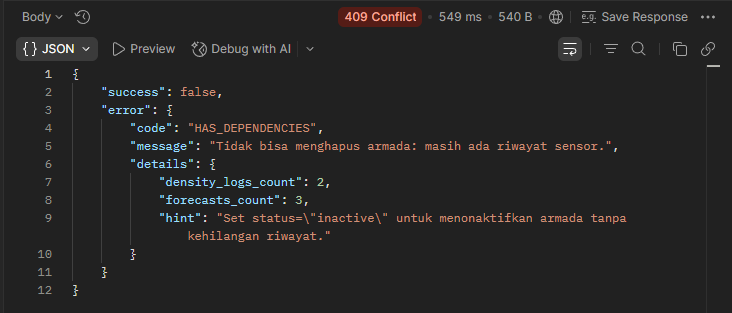 Body 409 Conflict • 549 ms • 540 B • e.g. Save Response
{} JSON Preview Debug with AI
1 {
2 "success": false,
3 "error": {
4 "code": "HAS_DEPENDENCIES",
5 "message": "Tidak bisa menghapus armada: masih ada riwayat sensor.",
6 "details": {
7 "density_logs_count": 2,
8 "forecasts_count": 3,
9 "hint": "Set status=\"inactive\" untuk menonaktifkan armada tanpa
kehilangan riwayat."
10 }
11 }
12 }